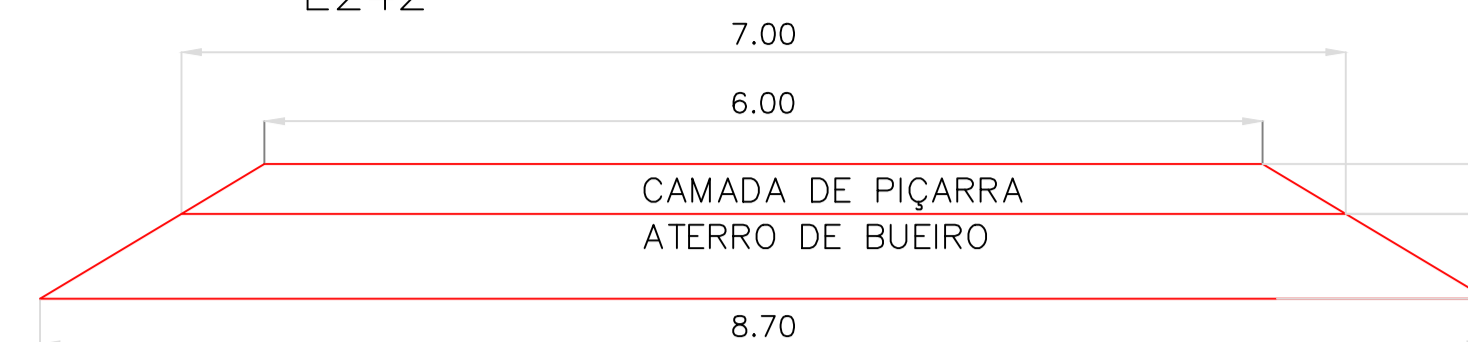 7.00
6.00
CAMADA DE PIÇARRA
ATERRO DE BUEIRO
8.70